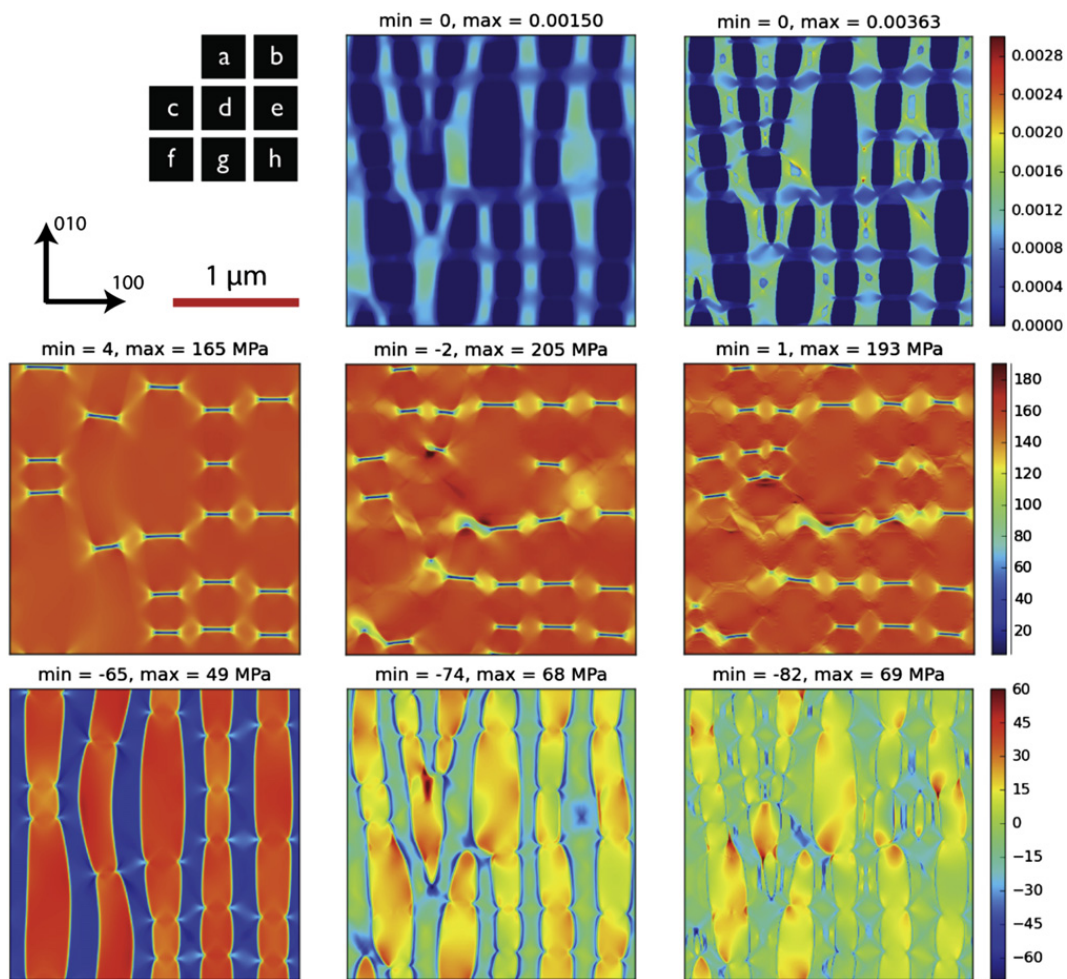 a b
c d e
f g h
010
100
1 μm
min = 0, max = 0.00150
min = 0, max = 0.00363
0.0028
0.0024
0.0020
0.0016
0.0012
0.0008
0.0004
0.0000
min = 4, max = 165 MPa
min = -2, max = 205 MPa
min = 1, max = 193 MPa
180
160
140
120
100
80
60
40
20
min = -65, max = 49 MPa
min = -74, max = 68 MPa
min = -82, max = 69 MPa
60
45
30
15
0
−15
−30
−45
−60